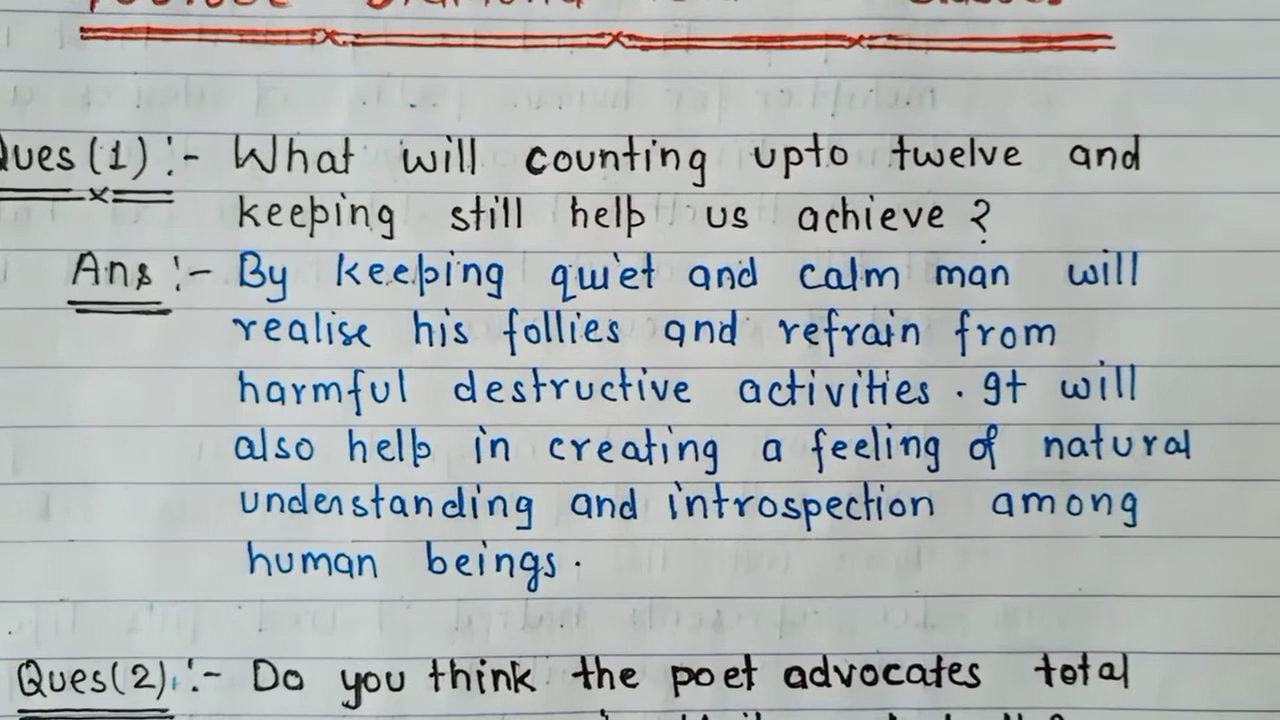 Ques (1) :- What will counting upto twelve and
keeping still help us achieve ?
Ans :- By keeping quiet and calm man will
realise his follies and refrain from
harmful destructive activities. It will
also help in creating a feeling of natural
understanding and introspection among
human beings.
Ques (2) :- Do you think the poet advocates total